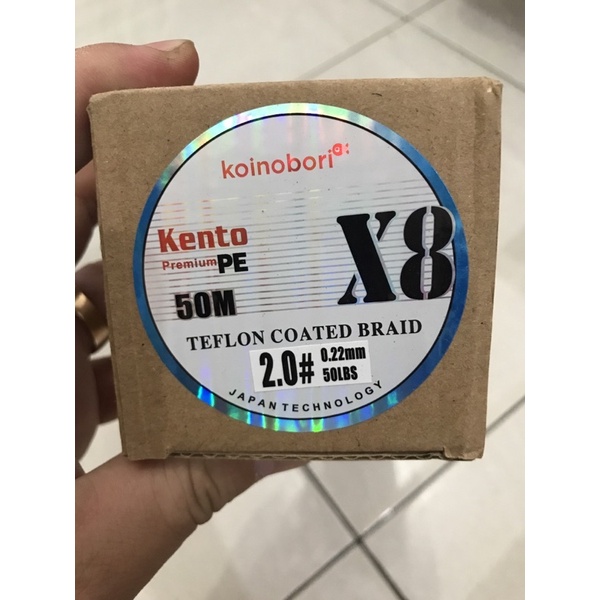 koinobori
Kento
Premium PE
X8
50M
TEFLON COATED BRAID
2.0# 0.22mm
50LBS
JAPAN TECHNOLOGY